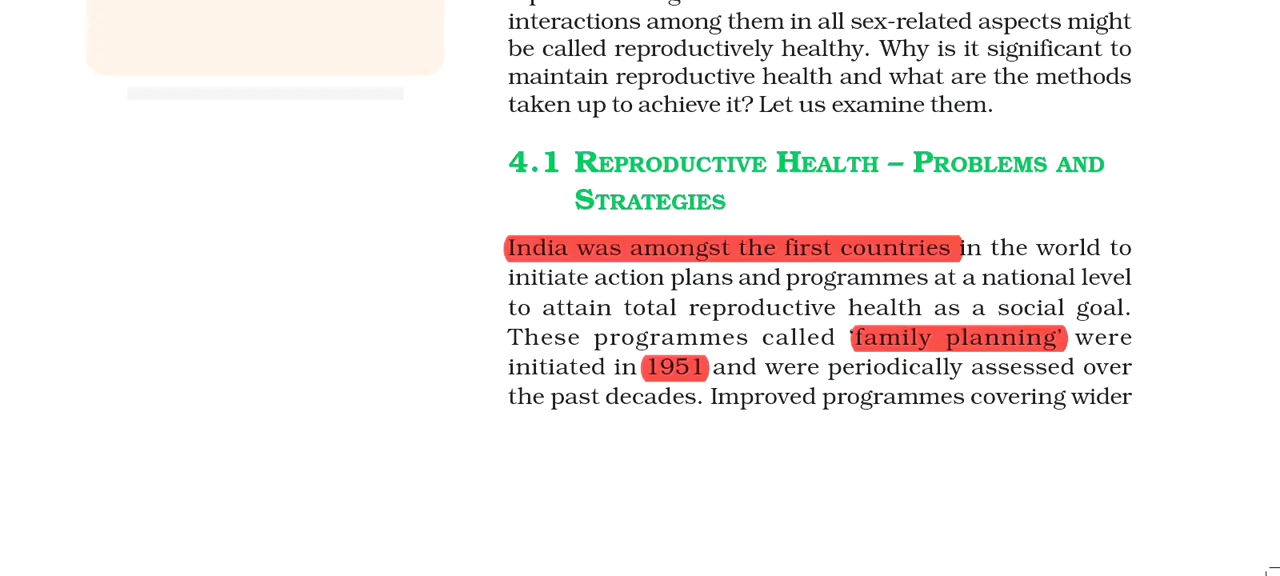 interactions among them in all sex-related aspects might
be called reproductively healthy. Why is it significant to
maintain reproductive health and what are the methods
taken up to achieve it? Let us examine them.
4.1 REPRODUCTIVE HEALTH – PROBLEMS AND
STRATEGIES
India was amongst the first countries in the world to
initiate action plans and programmes at a national level
to attain total reproductive health as a social goal.
These programmes called ‘family planning’ were
initiated in 1951 and were periodically assessed over
the past decades. Improved programmes covering wider